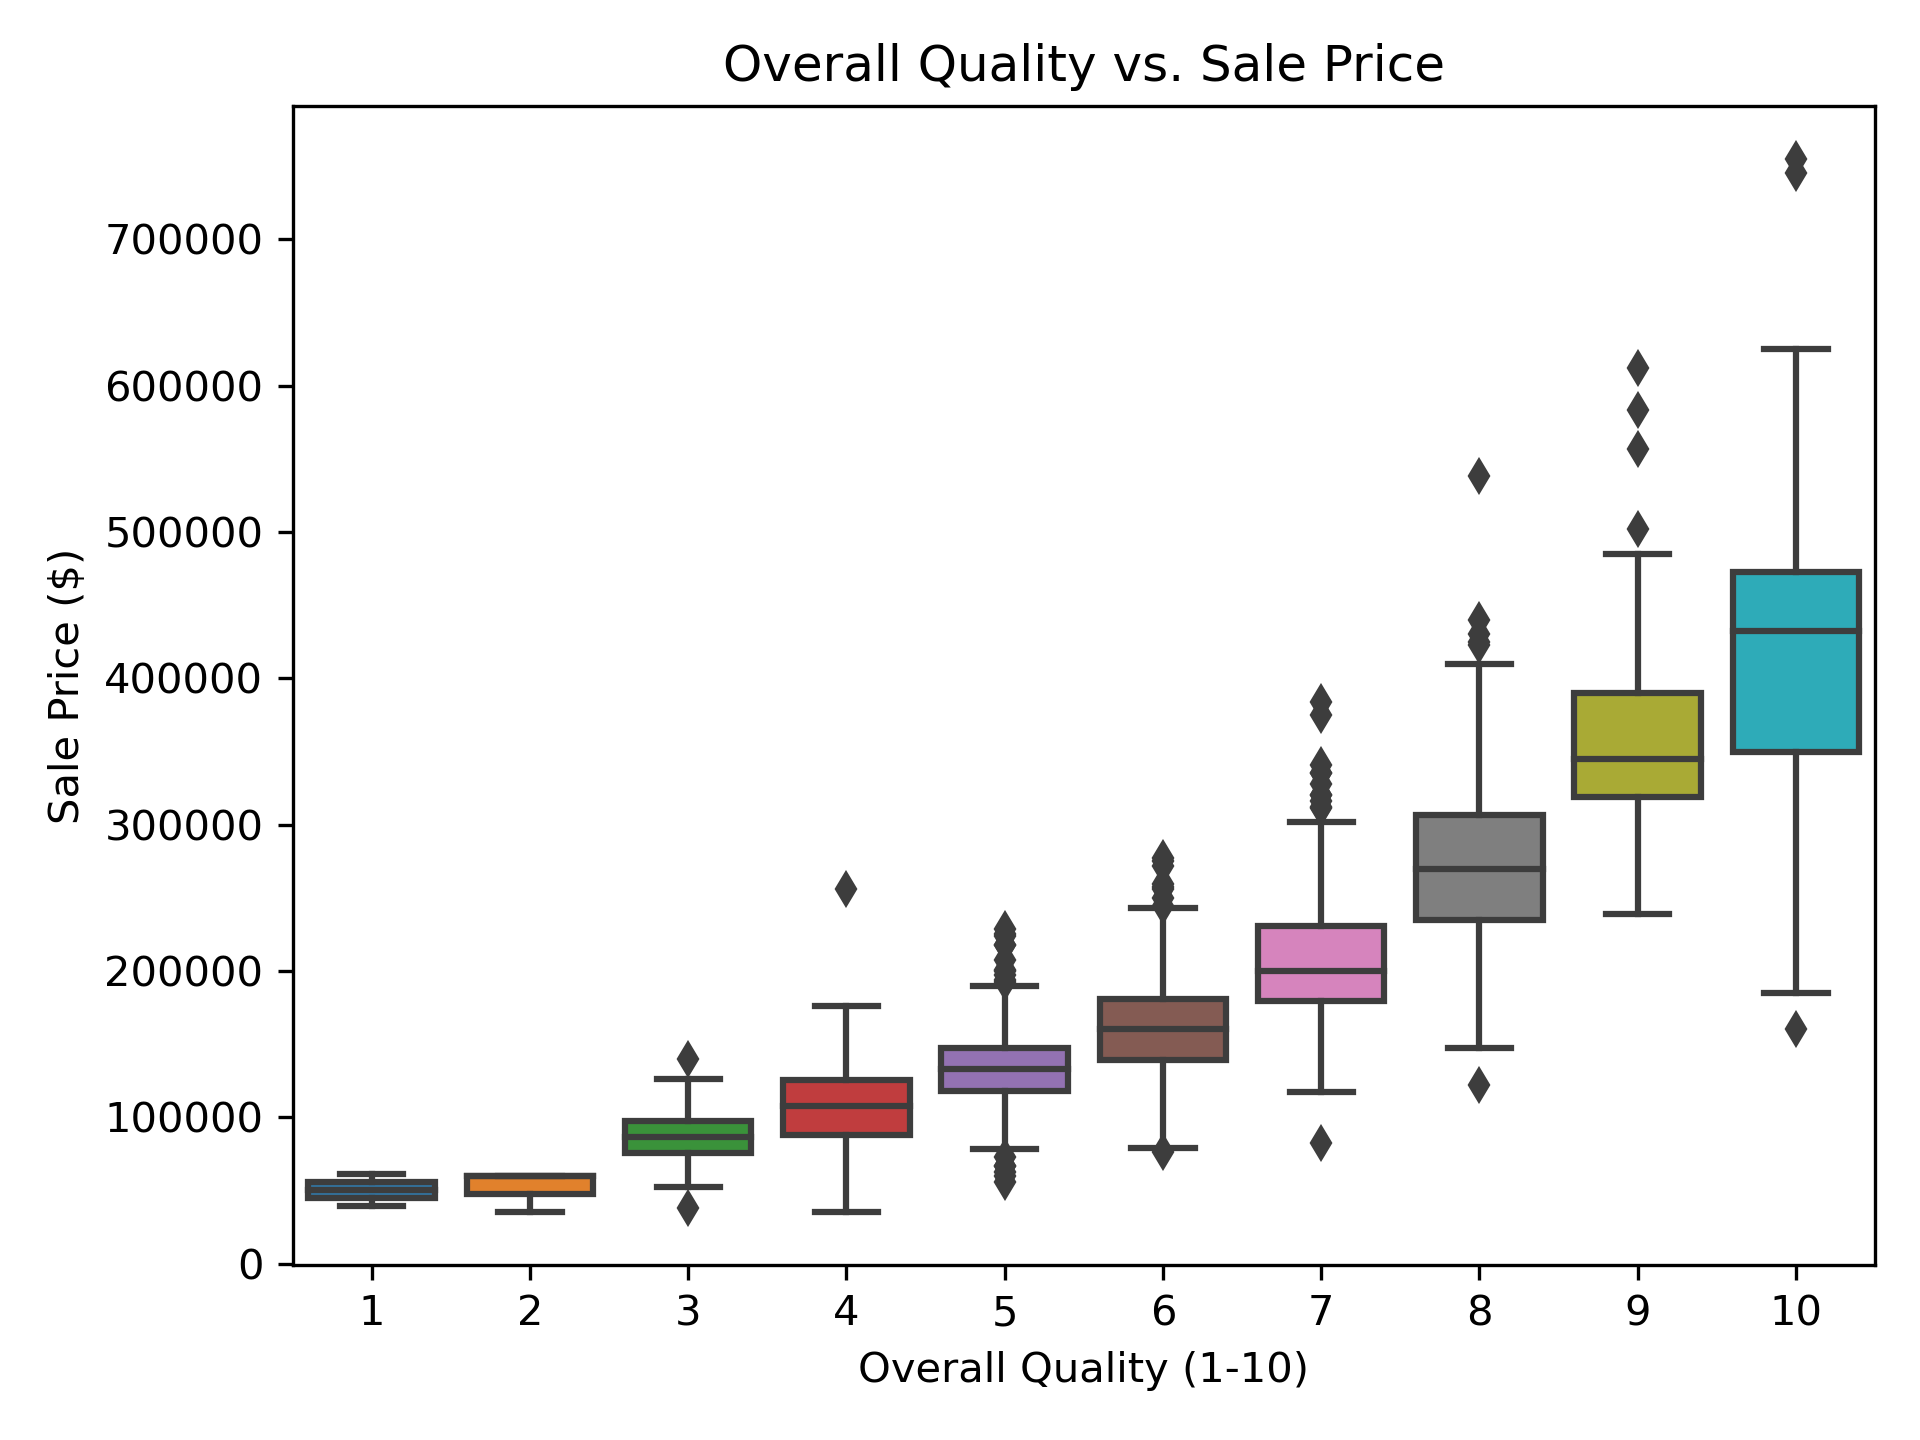 Overall Quality vs. Sale Price
Sale Price ($)
700000
600000
500000
400000
300000
200000
100000
0
1 2 3 4 5 6 7 8 9 10
Overall Quality (1-10)